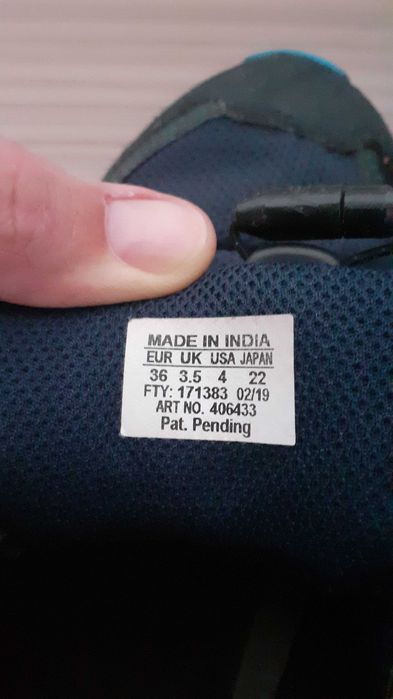 MADE IN INDIA
EUR UK USA JAPAN
36 3.5 4 22
FTY: 171383 02/19
ART NO. 406433
Pat. Pending